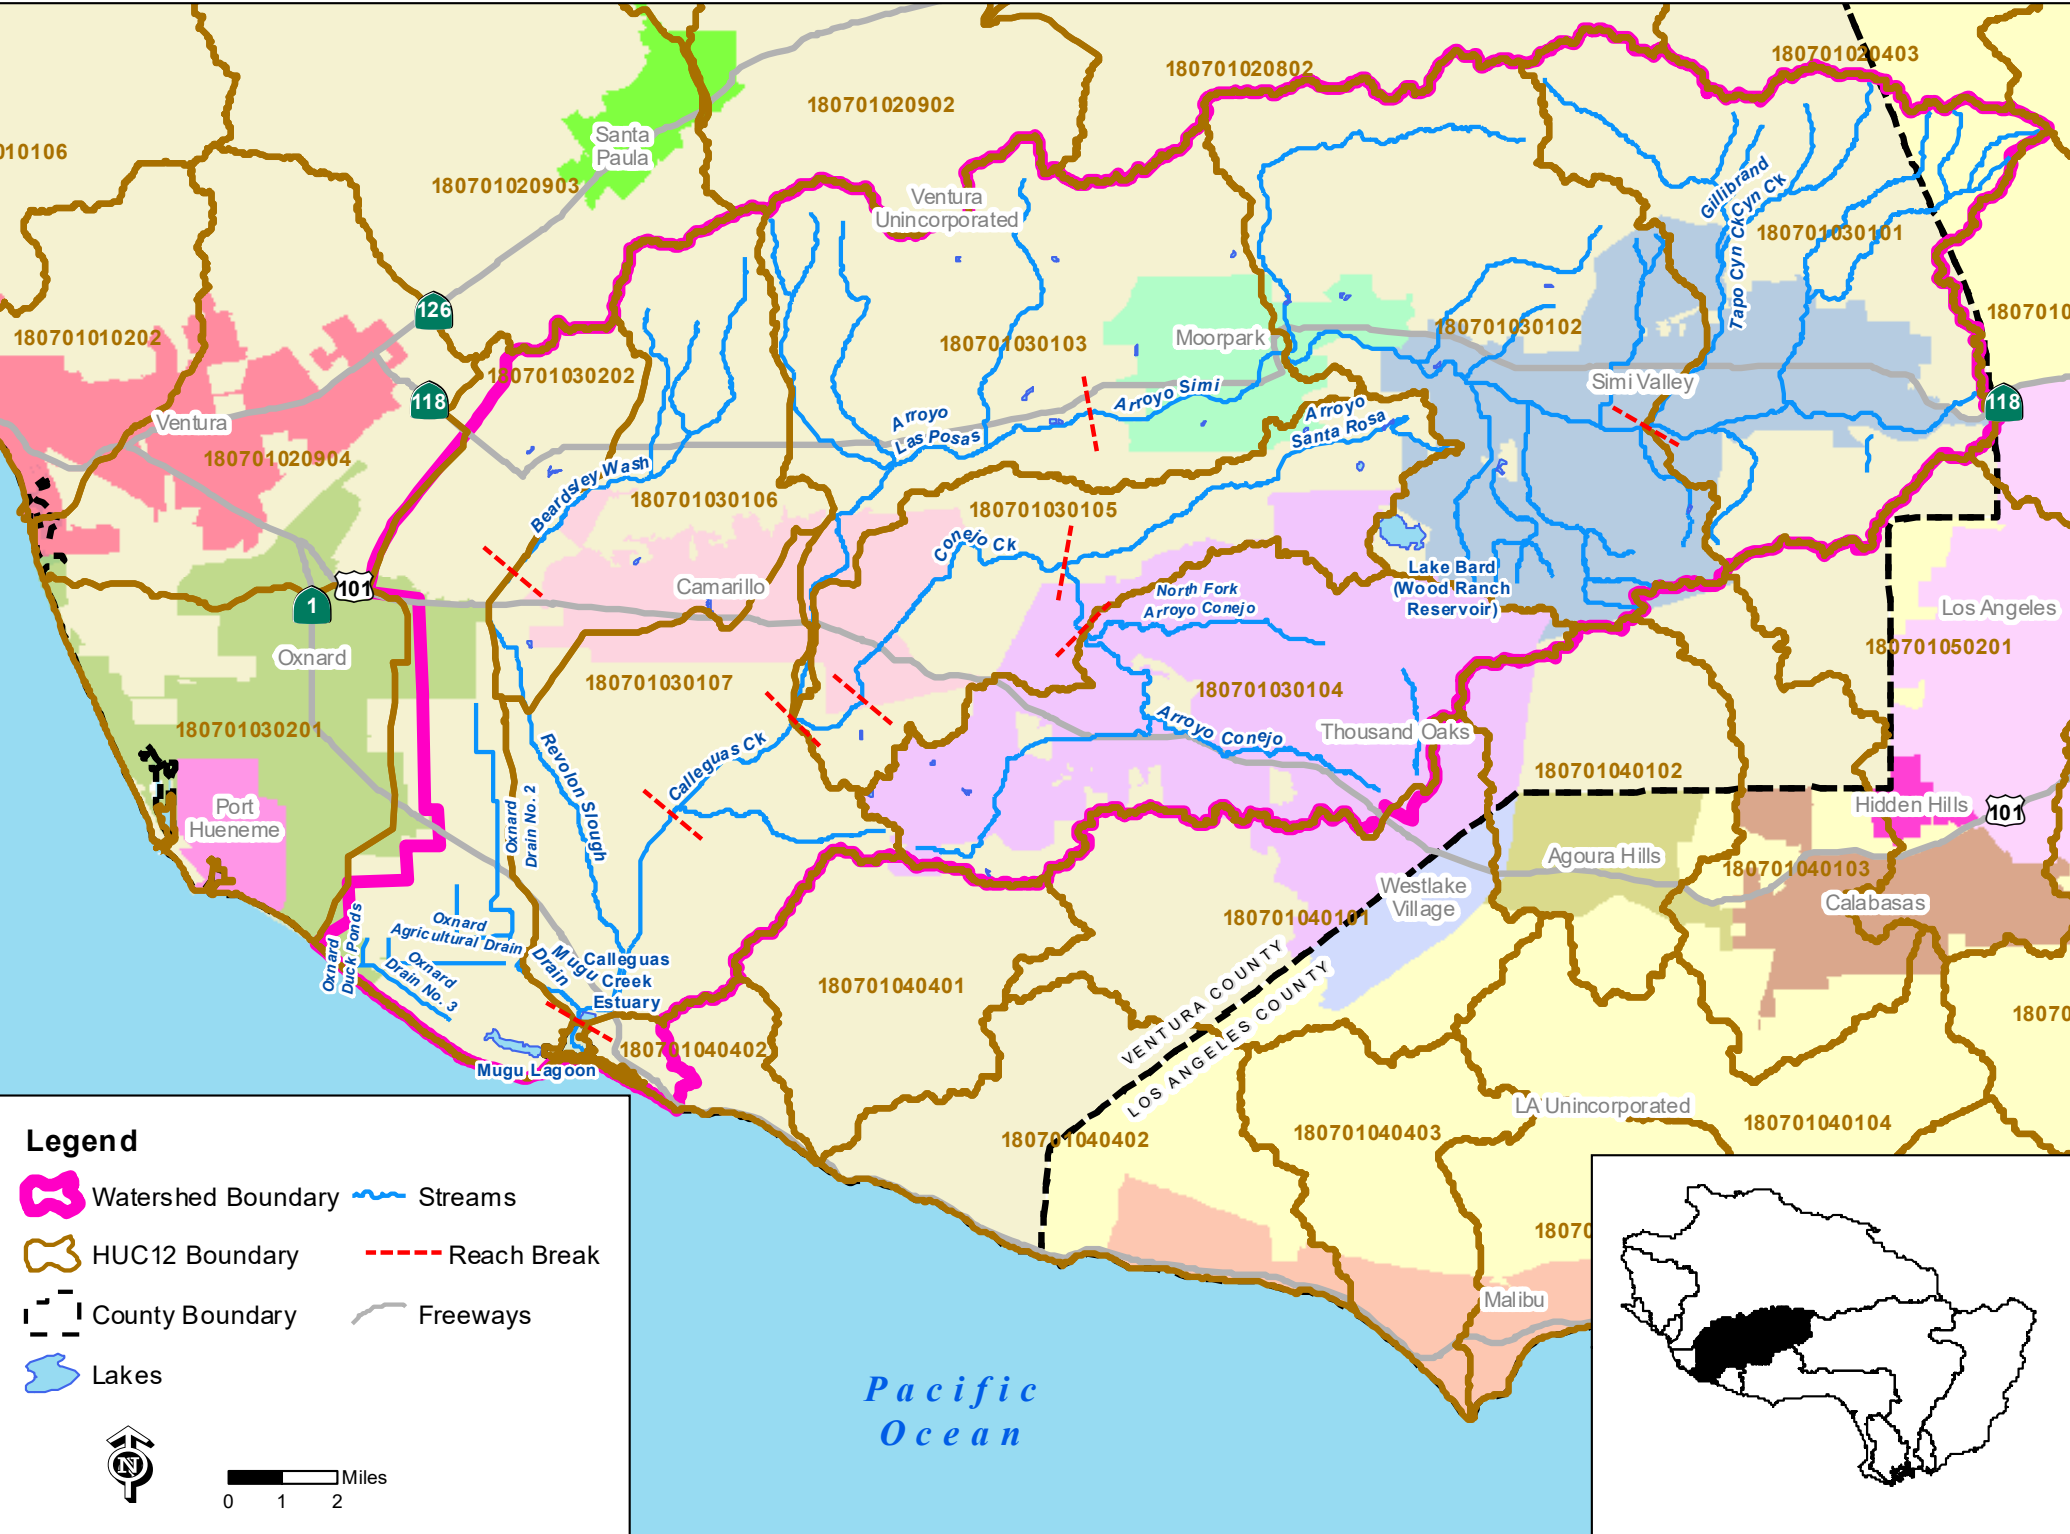 180701020403
180701020802
180701020902
Santa
Paula
010106
180701020903
Gillibrand
Cyn Ck
Tapo Cyn Ck
Ventura
Unincorporated
180701030101
126
180701010202
180701030103
Moorpark
180701030102
1807010
180701030202
Simi Valley
118
118
Arroyo Simi
Ventura
Arroyo
Las Posas
Arroyo
Santa Rosa
180701020904
Beardsley Wash
180701030106
180701030105
Conejo Ck
Lake Bard
(Wood Ranch
Reservoir)
101
1
Camarillo
North Fork
Arroyo Conejo
Los Angeles
Oxnard
180701050201
180701030107
180701030104
180701030201
Arroyo Conejo
Thousand Oaks
Calleguas Ck
Revolon Slough
180701040102
Port
Hueneme
Oxnard
Drain No. 2
Hidden Hills
101
Agoura Hills
180701040103
Westlake
Village
Calabasas
180701040101
Oxnard
Duck Ponds
Oxnard
Agricultural Drain
Oxnard
Drain No. 3
Mugu
Drain
Calleguas
Creek
Estuary
180701040401
VENTURA COUNTY
LOS ANGELES COUNTY
18070
180701040402
Mugu Lagoon
LA Unincorporated
180701040104
180701040402
180701040403
18070
Malibu
Pacific
Ocean
Legend
Watershed Boundary
Streams
HUC12 Boundary
Reach Break
County Boundary
Freeways
Lakes
N
Miles
0 1 2